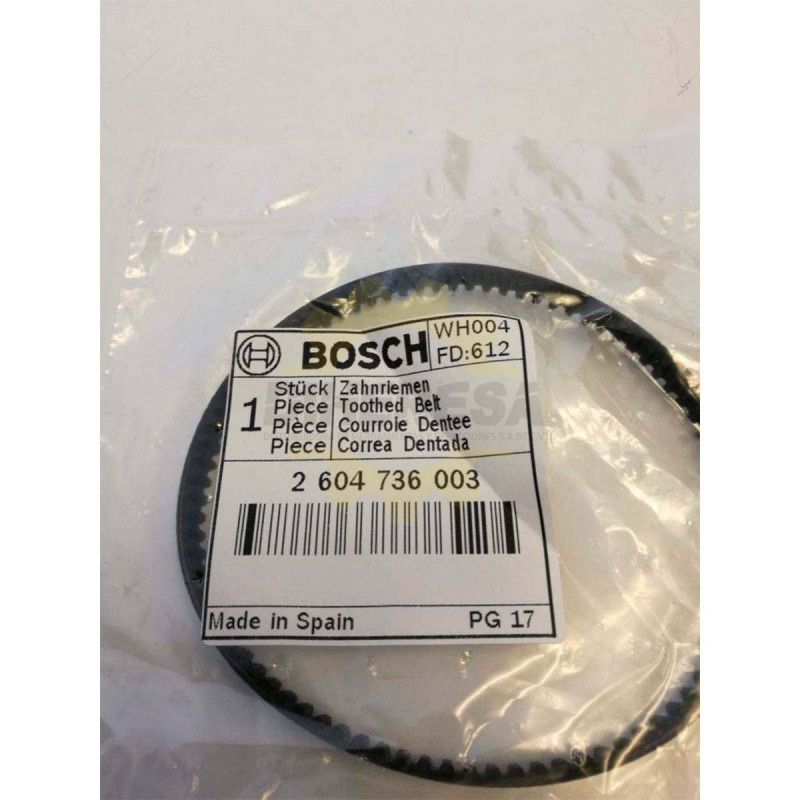 BOSCH
WH004
FD:612
1
Stück Zahnriemen
Piece Toothed Belt
Pièce Courrole Dentee
Piece Correa Dentada
2 604 736 003
Made in Spain PG 17